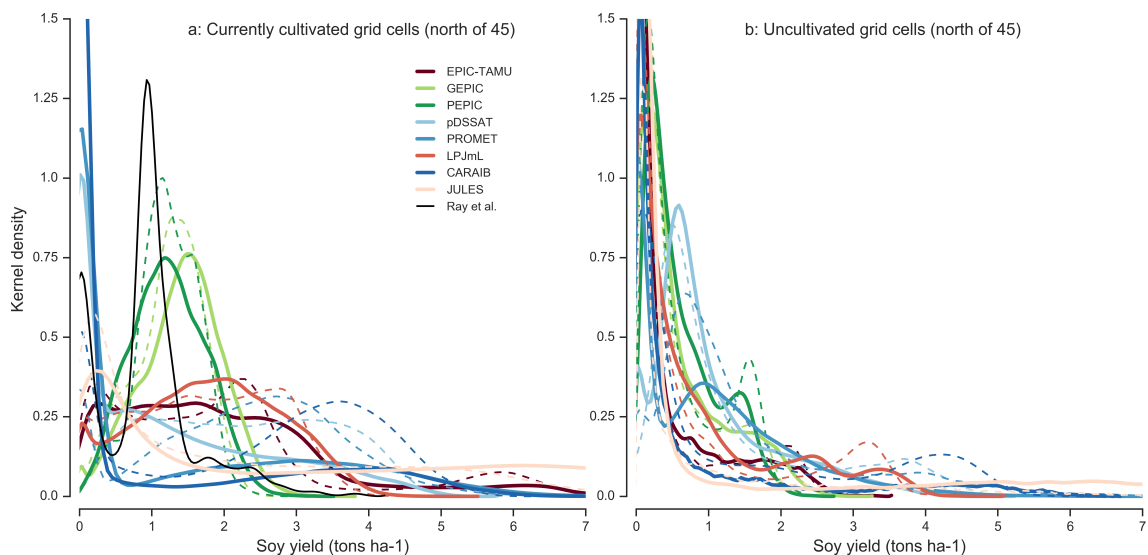 a: Currently cultivated grid cells (north of 45)
b: Uncultivated grid cells (north of 45)
1.5
1.25
1.0
0.75
0.5
0.25
0.0
Kernel density
EPIC-TAMU
GEPIC
PEPIC
pDSSAT
PROMET
LPJmL
CARAIB
JULES
Ray et al.
0 1 2 3 4 5 6 7
Soy yield (tons ha-1)
1.5
1.25
1.0
0.75
0.5
0.25
0.0
0 1 2 3 4 5 6 7
Soy yield (tons ha-1)